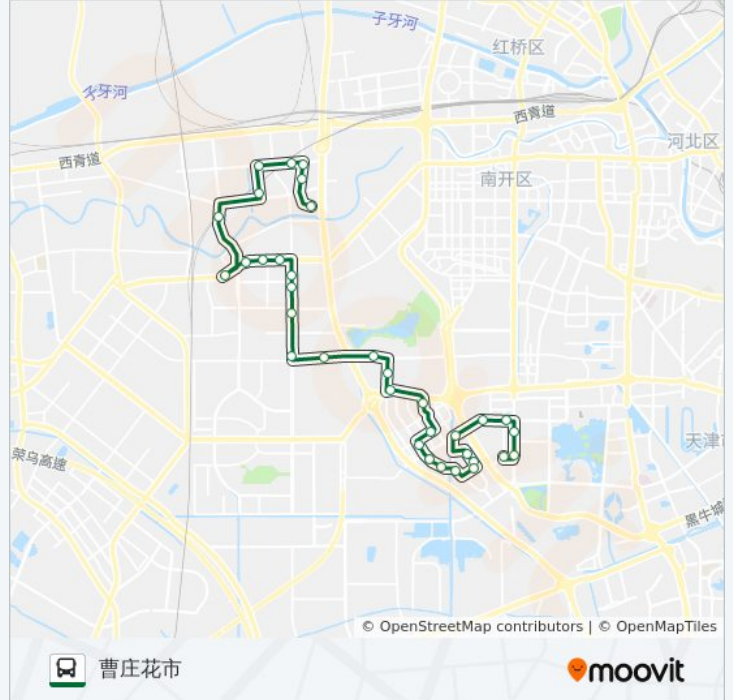 子牙河
红桥区
子牙河
西青道
河北区
西青道
南开区
天津市
荣乌高速
黑牛城
© OpenStreetMap contributors | © OpenMapTiles
曹庄花市
moovit